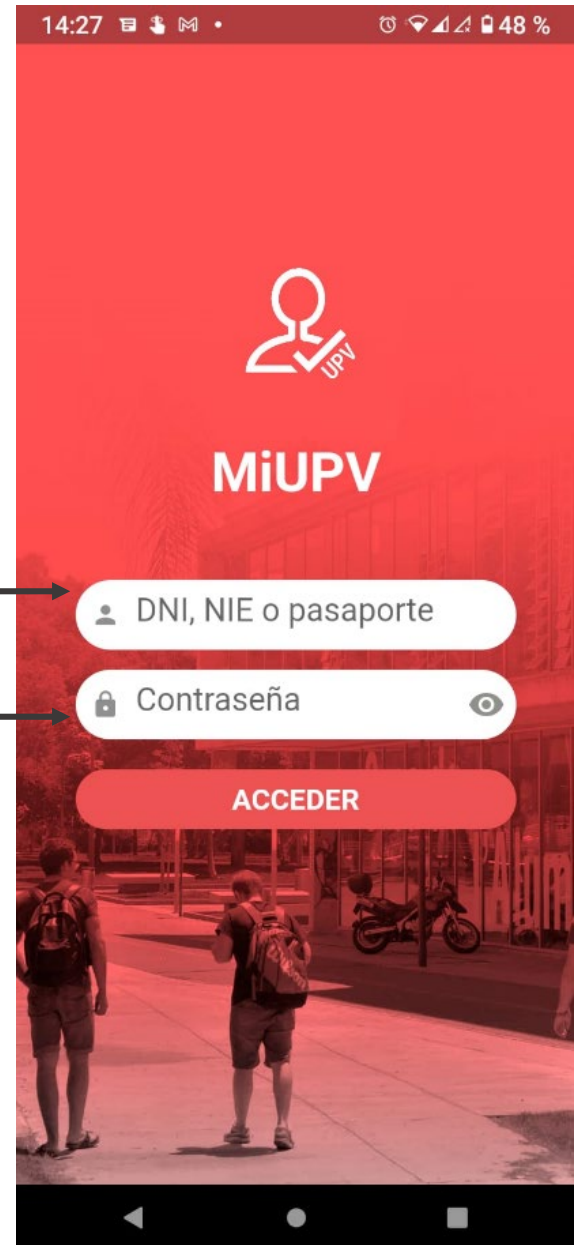 14:27
48 %
UPV
MiUPV
DNI, NIE o pasaporte
Contraseña
ACCEDER